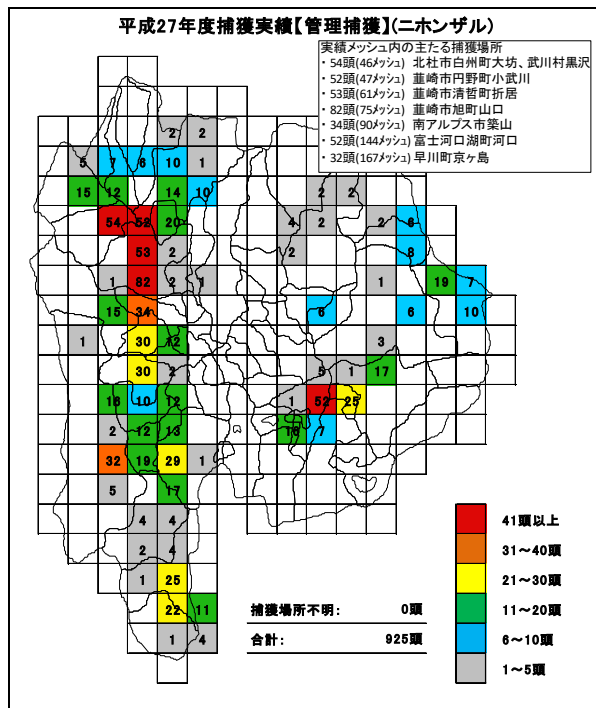 平成27年度捕獲実績【管理捕獲】(ニホンザル)
実績メッシュ内の主たる捕獲場所
・54頭(46メッシュ) 北杜市白州町大坊、武川村黒沢
・52頭(47メッシュ) 韮崎市円野町小武川
・53頭(61メッシュ) 韮崎市清哲町折居
・82頭(75メッシュ) 韮崎市旭町山口
・34頭(90メッシュ) 南アルプス市築山
・52頭(144メッシュ) 富士河口湖町河口
・32頭(167メッシュ) 早川町京ヶ島
2 2
5 7 6 10 1
15 12 14 10 2 2
54 52 20 4 2 2 6
53 2 2 8
1 82 2 1 1 19 7
15 34 6 6 10
1 30 12 3
30 2 5 1 17
16 10 12 1 52 25
2 12 13 16 7
32 19 29 1
5 17
4 4
2 4
1 25
22 11
1 4
捕獲場所不明: 0頭
合計: 925頭
41頭以上
31～40頭
21～30頭
11～20頭
6～10頭
1～5頭